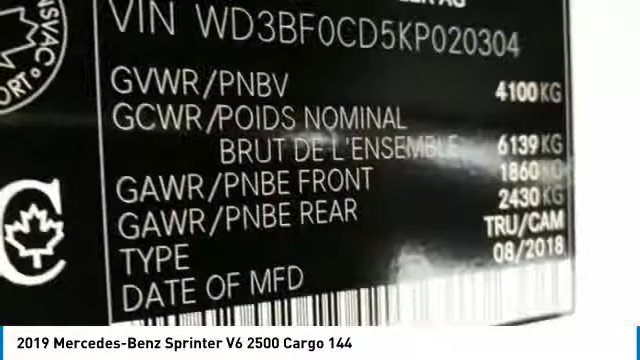 VIN WD3BF0CD5KP020304
GVWR/PNBV 4100 KG
GCWR/POIDS NOMINAL
BRUT DE L'ENSEMBLE 6139 KG
GAWR/PNBE FRONT 1860 KG
GAWR/PNBE REAR 2430 KG
TYPE TRU/CAM
DATE OF MFD 08/2018
C
2019 Mercedes-Benz Sprinter V6 2500 Cargo 144